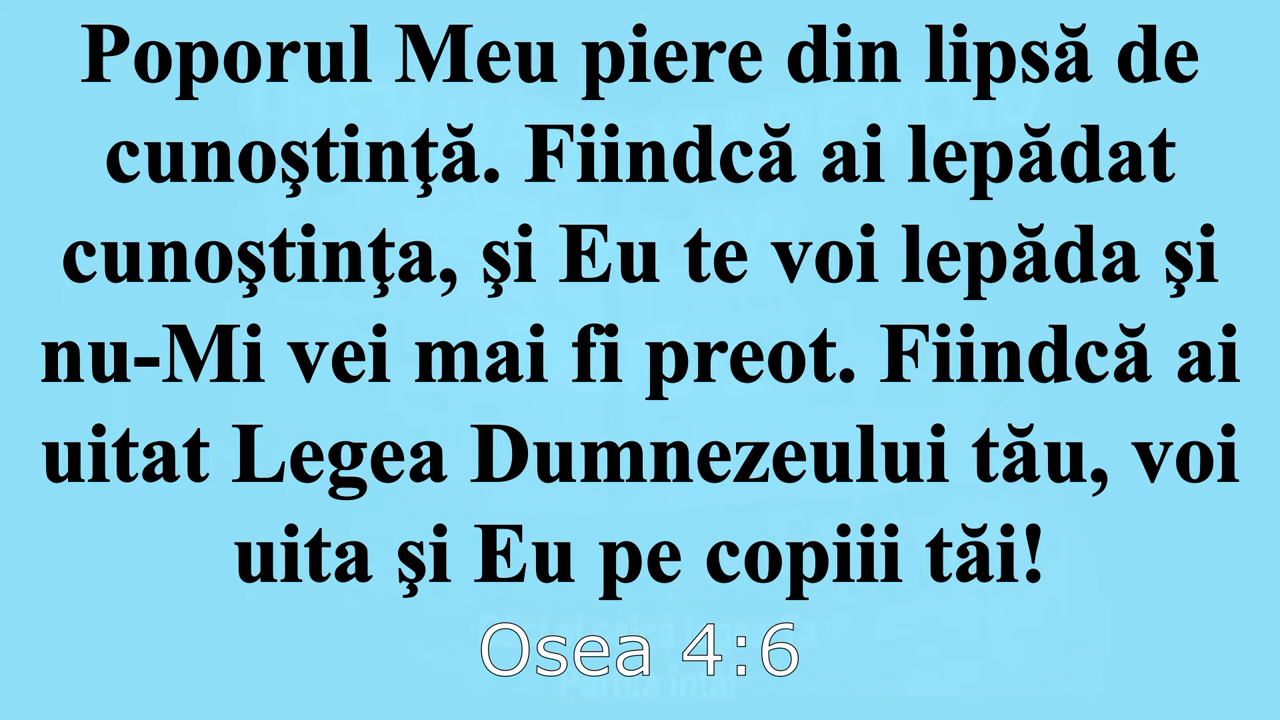 Poporul Meu piere din lipsă de
cunoştinţă. Fiindcă ai lepădat
cunoştinţa, şi Eu te voi lepăda şi
nu-Mi vei mai fi preot. Fiindcă ai
uitat Legea Dumnezeului tău, voi
uita şi Eu pe copiii tăi!
Osea 4:6